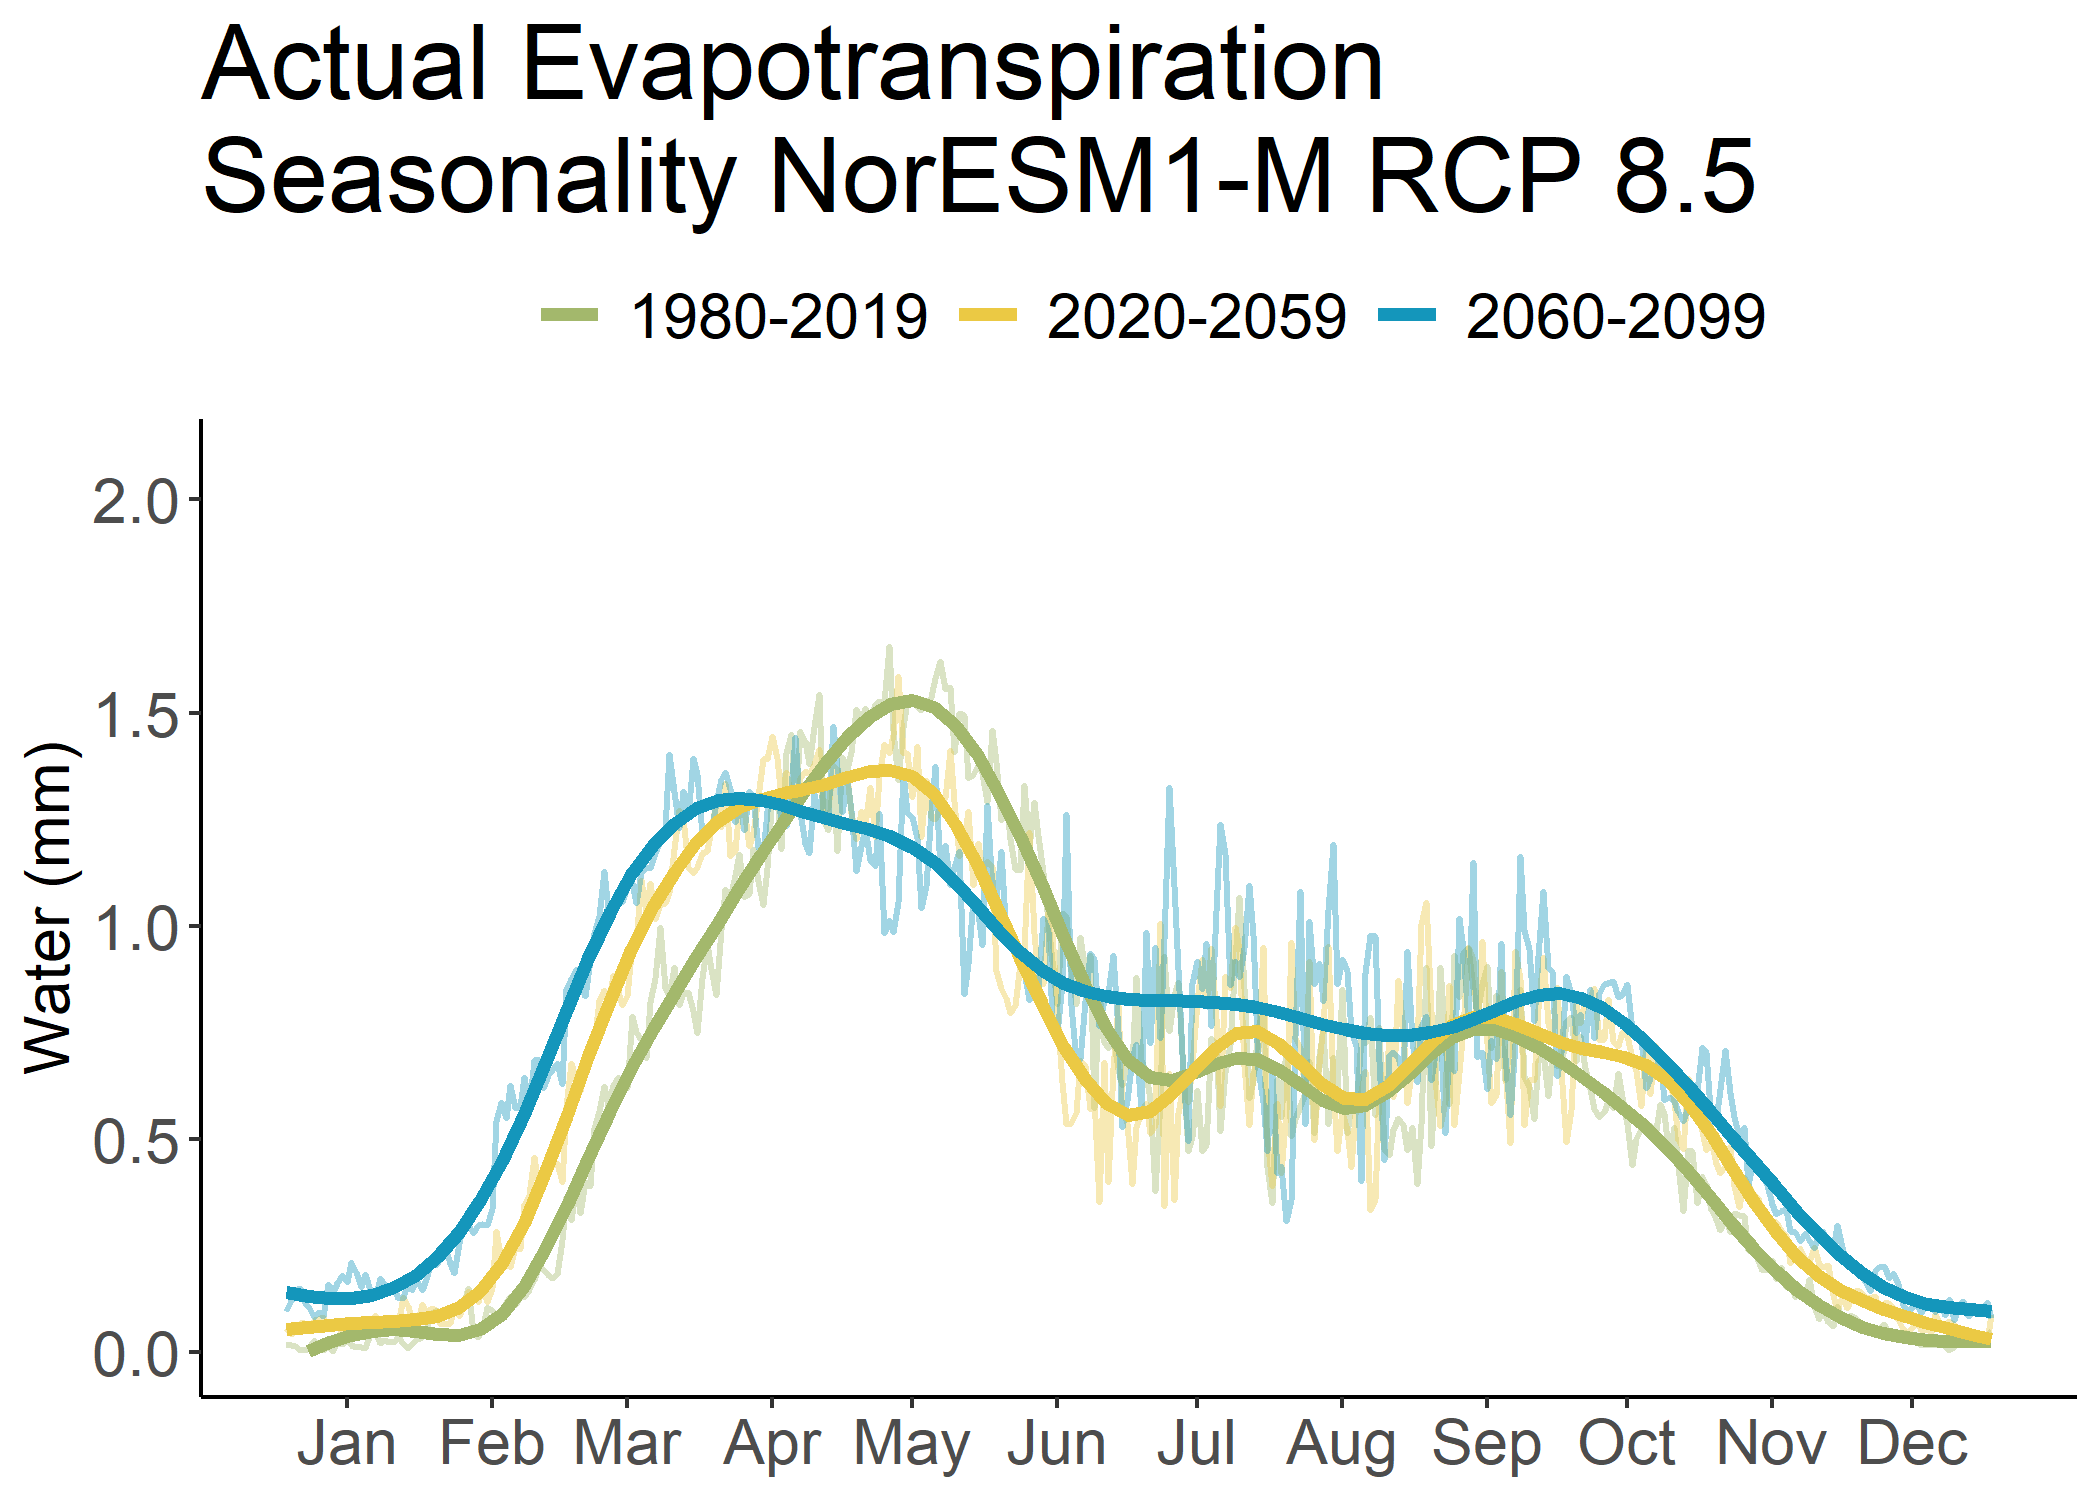 Actual Evapotranspiration
Seasonality NorESM1-M RCP 8.5
1980-2019 2020-2059 2060-2099
Water (mm)
2.0
1.5
1.0
0.5
0.0
Jan Feb Mar Apr May Jun Jul Aug Sep Oct Nov Dec